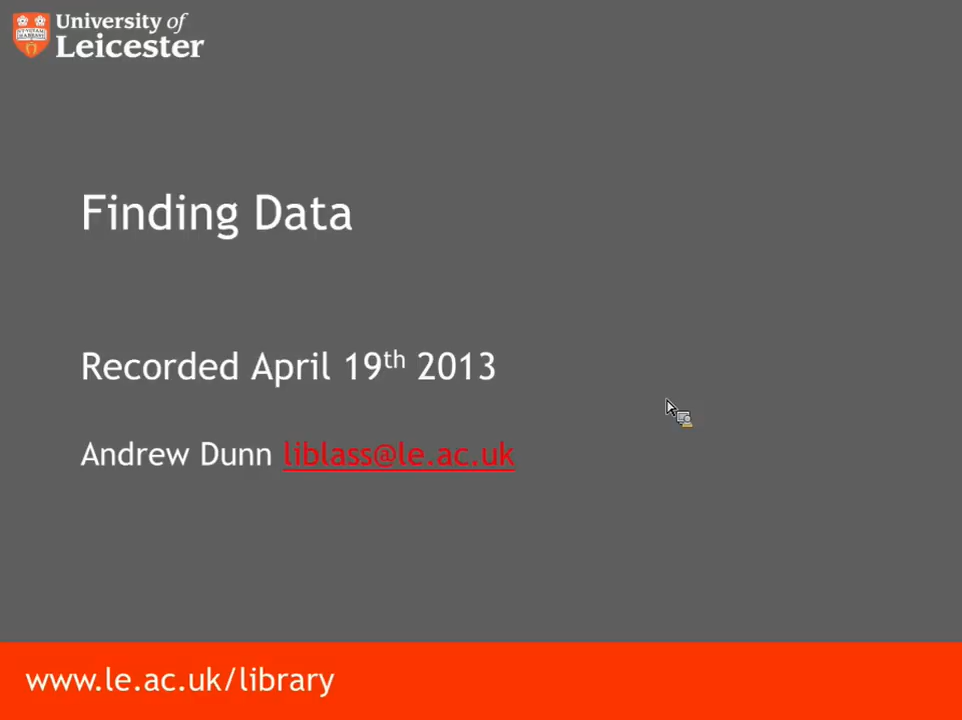 University of
Leicester
Finding Data
Recorded April 19th 2013
Andrew Dunn liblass@le.ac.uk
www.le.ac.uk/library